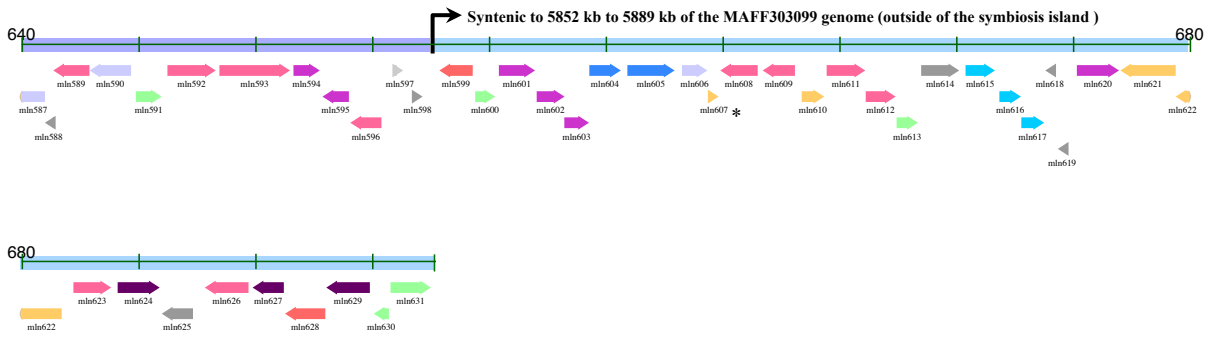 Syntenic to 5852 kb to 5889 kb of the MAFF303099 genome (outside of the symbiosis island )
640 680
mln589 mln590 mln592 mln593 mln594 mln597 mln599 mln601 mln604 mln605 mln606 mln608 mln609 mln611 mln614 mln615 mln618 mln620 mln621
mln587 mln591 mln595 mln598 mln600 mln602 mln607 * mln610 mln612 mln616 mln622
mln588 mln596 mln603 mln613 mln617
mln619
680
mln623 mln624 mln626 mln627 mln629 mln631
mln622 mln625 mln628 mln630